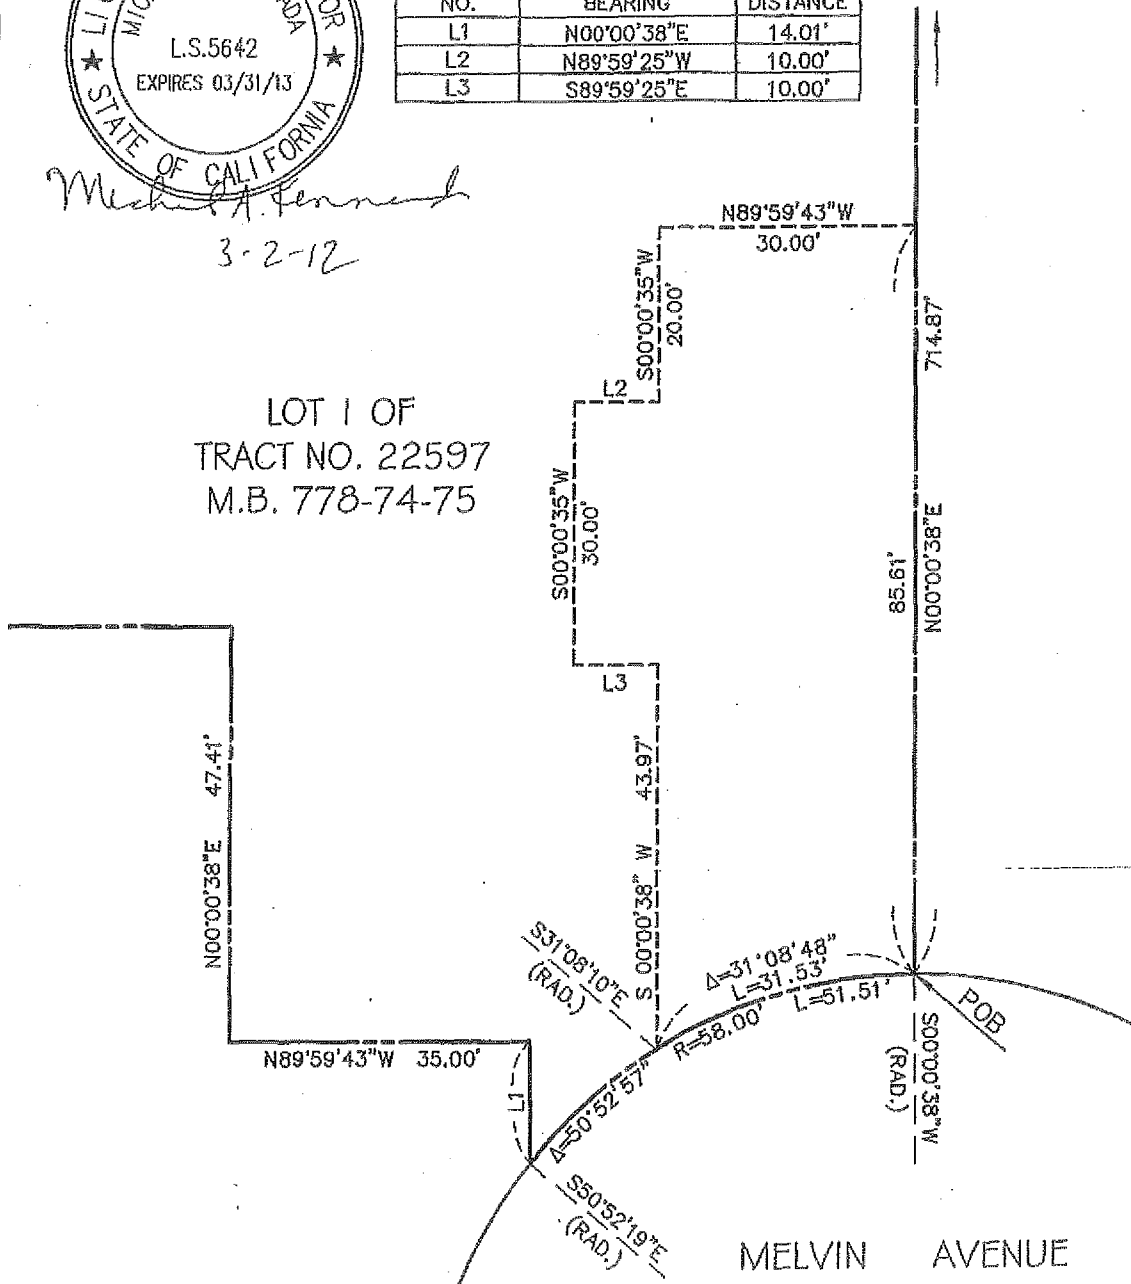 L.S.5642
EXPIRES 03/31/13
STATE OF CALIFORNIA
3-2-12
NO. BEARING DISTANCE
L1 N00°00'38"E 14.01'
L2 N89°59'25"W 10.00'
L3 S89°59'25"E 10.00'
N89°59'43"W
30.00'
S00°00'35"W
20.00'
714.87'
L2
LOT 1 OF
TRACT NO. 22597
M.B. 778-74-75
S00°00'35"W
30.00'
85.61'
N00°00'38"E
L3
N00°00'38"E 47.41'
S 00°00'38" W 43.97'
S31°08'10"E
(RAD.)
Δ=31°08'48"
L=31.53'
L=51.51'
R=58.00'
Δ=50°52'57"
POB
S00°00'38"W
(RAD.)
N89°59'43"W 35.00'
L1
S50°52'19"E
(RAD.)
MELVIN AVENUE